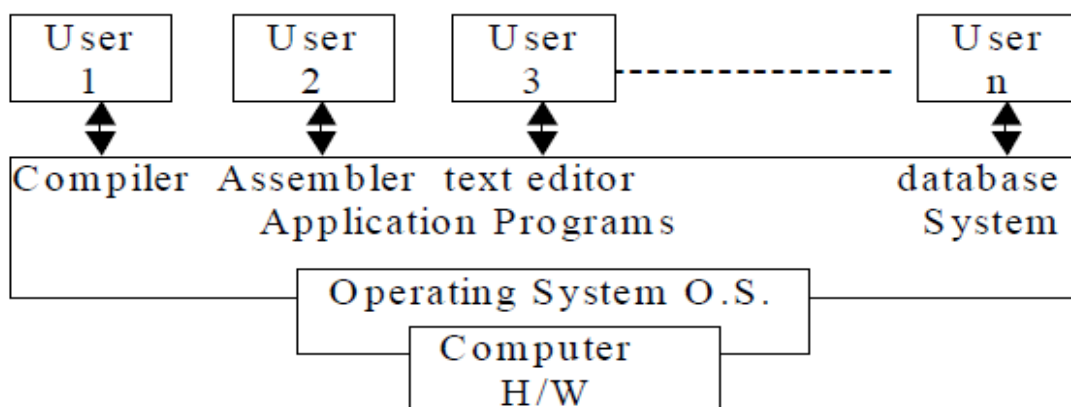 User
1
User
2
User
3
User
n
Compiler Assembler text editor database
Application Programs System
Operating System O.S.
Computer
H/W